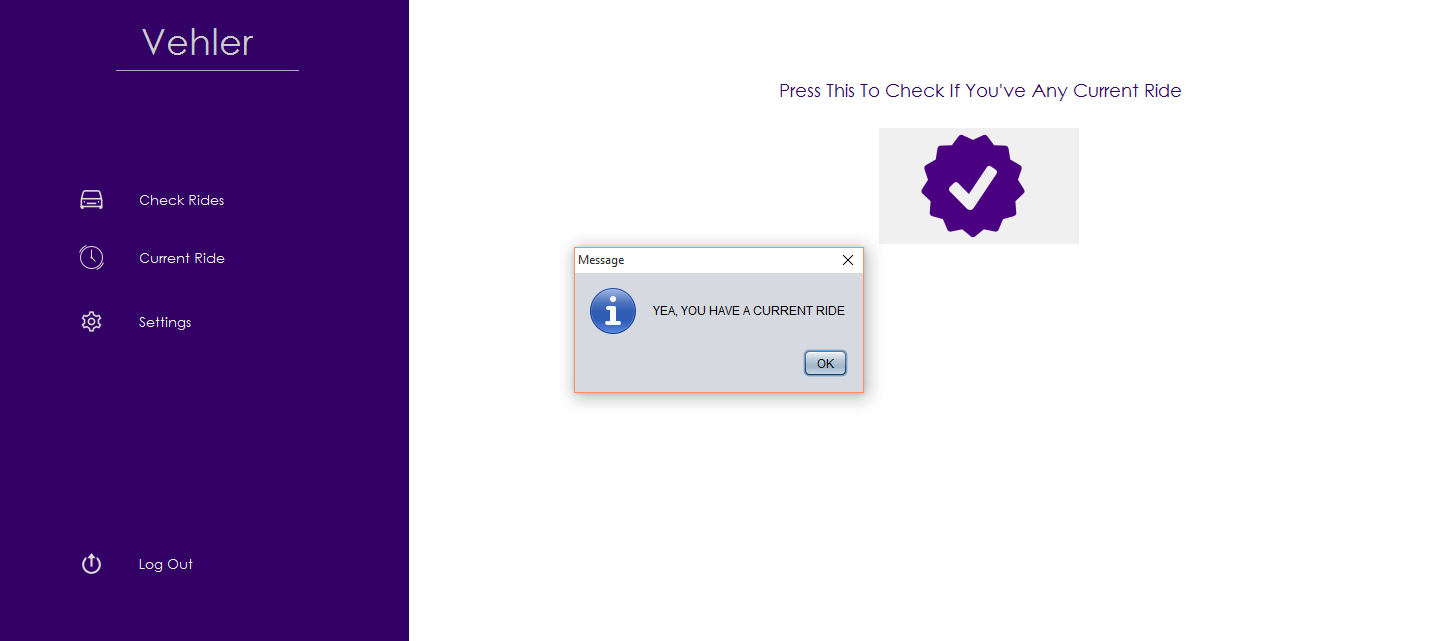 Vehler
Check Rides
Current Ride
Settings
Log Out
Press This To Check If You've Any Current Ride
Message
YEA, YOU HAVE A CURRENT RIDE
OK